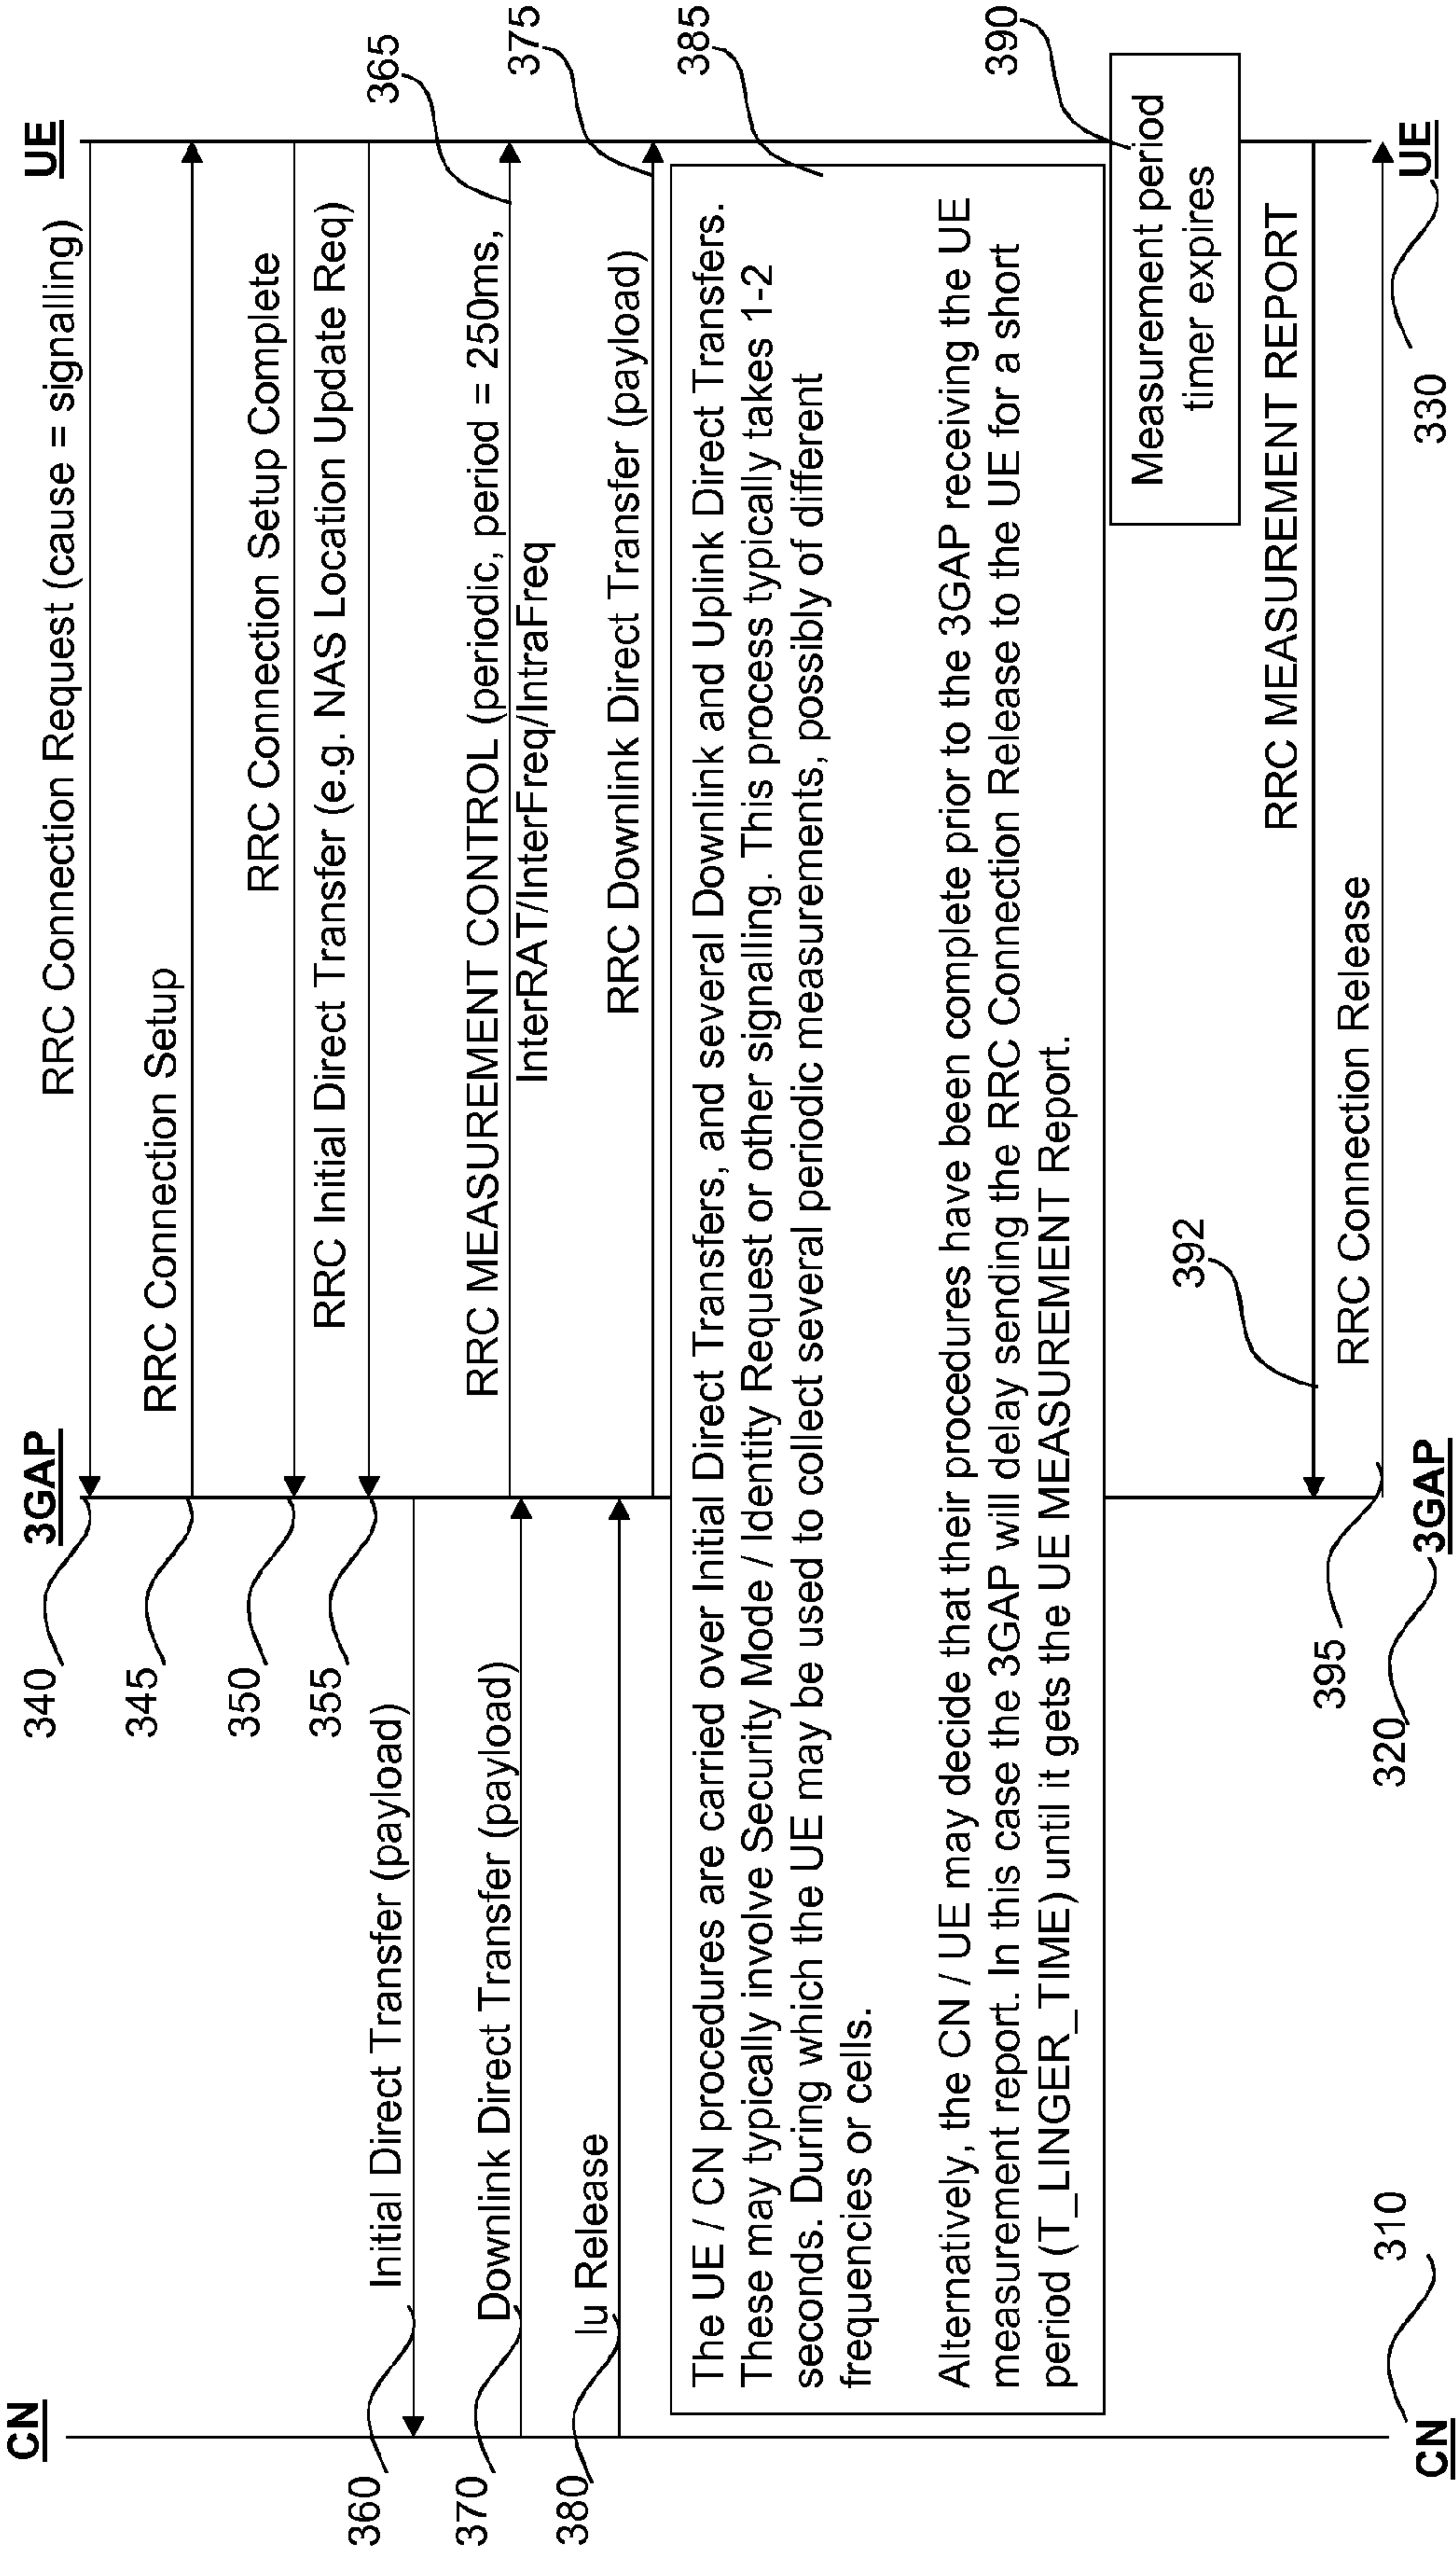 CN
3GAP
UE
340
RRC Connection Request (cause = signalling)
345
RRC Connection Setup
350
RRC Connection Setup Complete
355
RRC Initial Direct Transfer (e.g. NAS Location Update Req)
360
Initial Direct Transfer (payload)
365
RRC MEASUREMENT CONTROL (periodic, period = 250ms,
InterRAT/InterFreq/IntraFreq
370
Downlink Direct Transfer (payload)
375
RRC Downlink Direct Transfer (payload)
380
Iu Release
385
The UE / CN procedures are carried over Initial Direct Transfers, and several Downlink and Uplink Direct Transfers.
These may typically involve Security Mode / Identity Request or other signalling. This process typically takes 1-2
seconds. During which the UE may be used to collect several periodic measurements, possibly of different
frequencies or cells.
Alternatively, the CN / UE may decide that their procedures have been complete prior to the 3GAP receiving the UE
measurement report. In this case the 3GAP will delay sending the RRC Connection Release to the UE for a short
period (T_LINGER_TIME) until it gets the UE MEASUREMENT Report.
390
Measurement period
timer expires
392
RRC MEASUREMENT REPORT
395
RRC Connection Release
CN
310
3GAP
320
UE
330